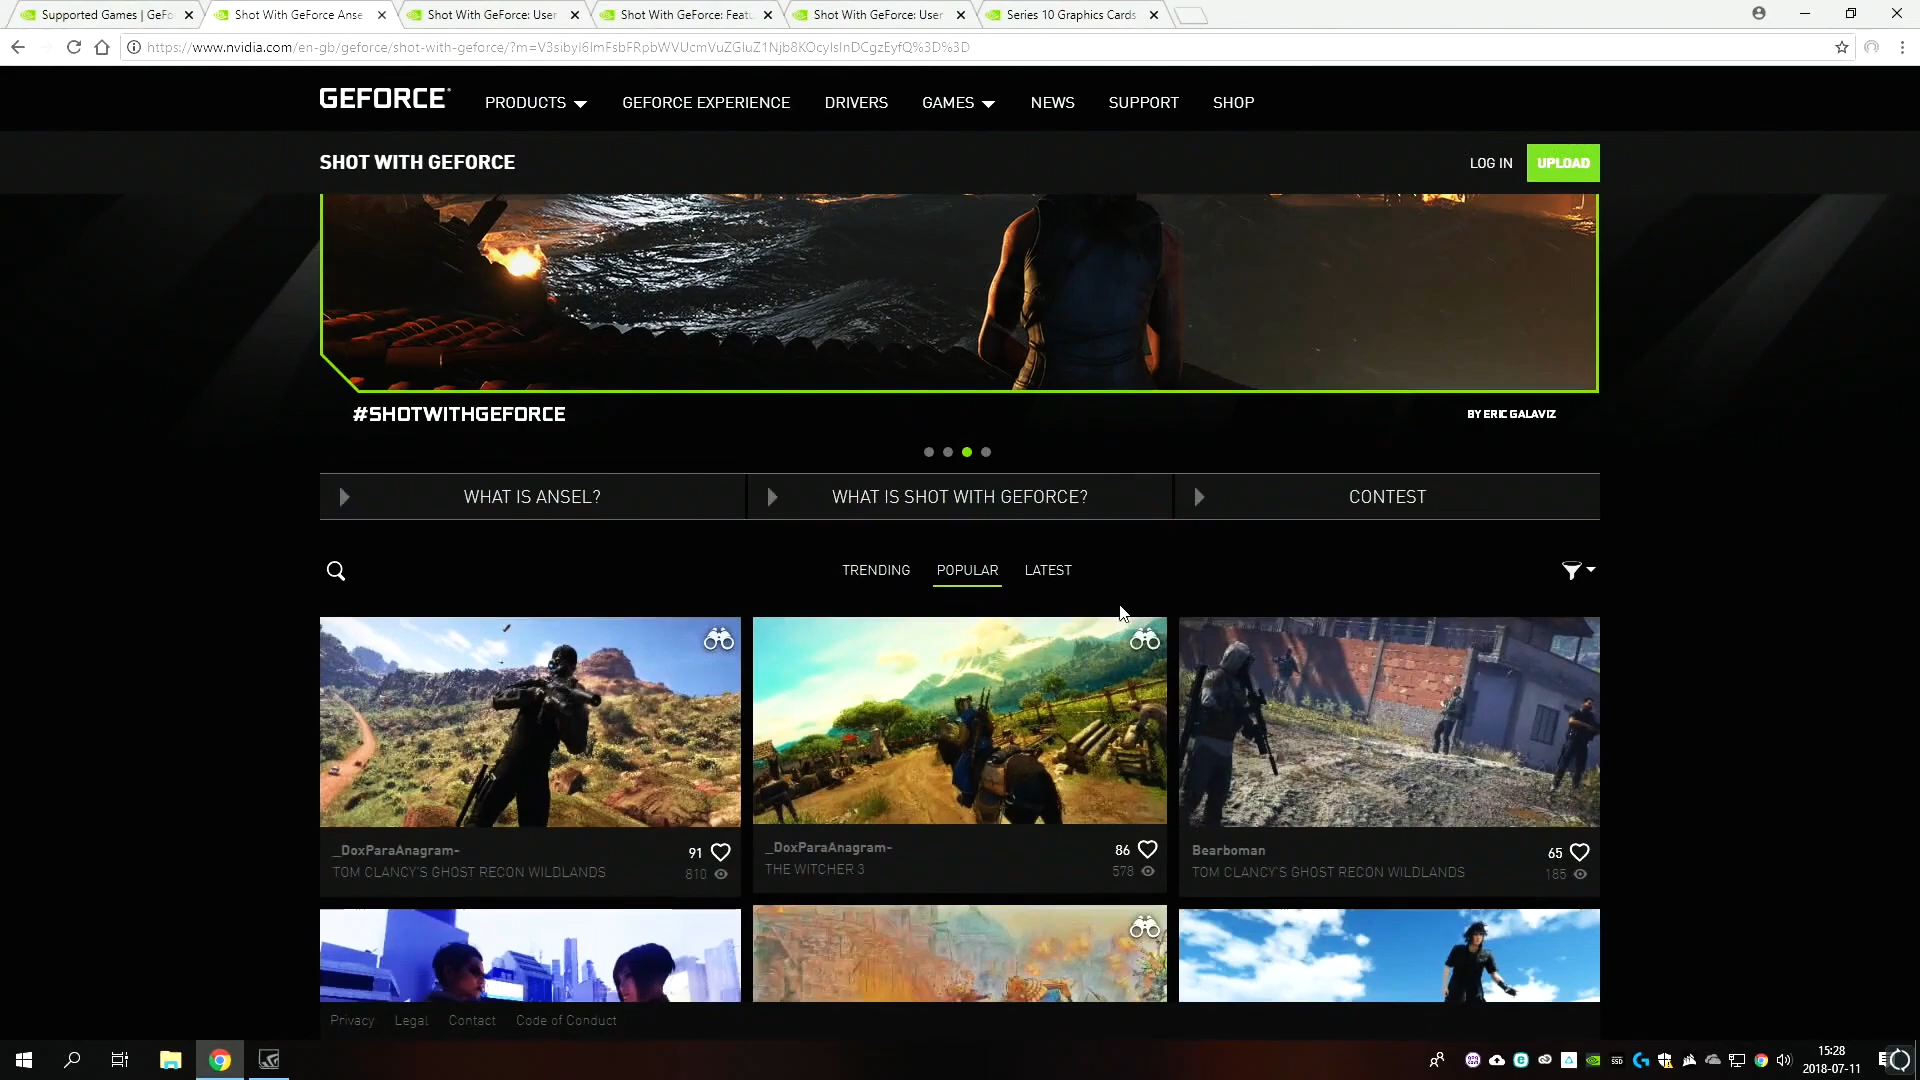 Supported Games | GeFo
Shot With GeForce Anse
Shot With GeForce: User
Shot With GeForce: Featu
Shot With GeForce: User
Series 10 Graphics Cards
https://www.nvidia.com/en-gb/geforce/shot-with-geforce/?m=V3sibyI6ImFsbFRpbWVUcmVuZGluZ1Njb8KOcyIsInDCgzEyfQ%3D%3D
GEFORCE
PRODUCTS
GEFORCE EXPERIENCE
DRIVERS
GAMES
NEWS
SUPPORT
SHOP
SHOT WITH GEFORCE
LOG IN
UPLOAD
#SHOTWITHGEFORCE
BY ERIC GALAVIZ
WHAT IS ANSEL?
WHAT IS SHOT WITH GEFORCE?
CONTEST
TRENDING
POPULAR
LATEST
_DoxParaAnagram-
91
TOM CLANCY'S GHOST RECON WILDLANDS
810
_DoxParaAnagram-
86
THE WITCHER 3
578
Bearboman
65
TOM CLANCY'S GHOST RECON WILDLANDS
185
Privacy
Legal
Contact
Code of Conduct
15:28
2018-07-11